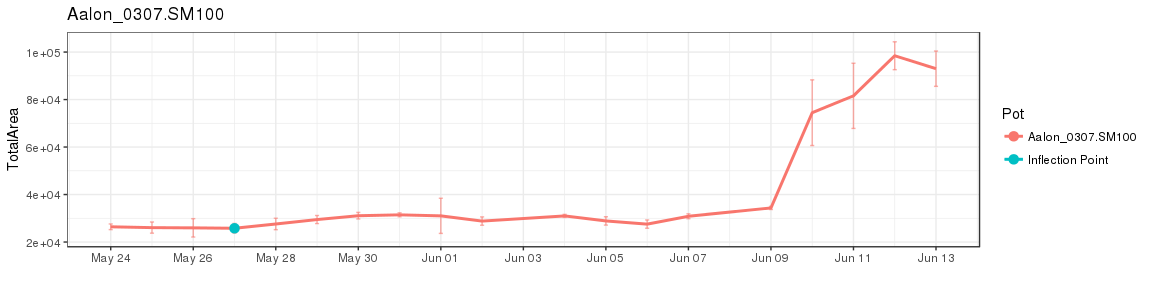 Aalon_0307.SM100
TotalArea
1e+05
8e+04
6e+04
4e+04
2e+04
May 24 May 26 May 28 May 30 Jun 01 Jun 03 Jun 05 Jun 07 Jun 09 Jun 11 Jun 13
Pot
Aalon_0307.SM100
Inflection Point